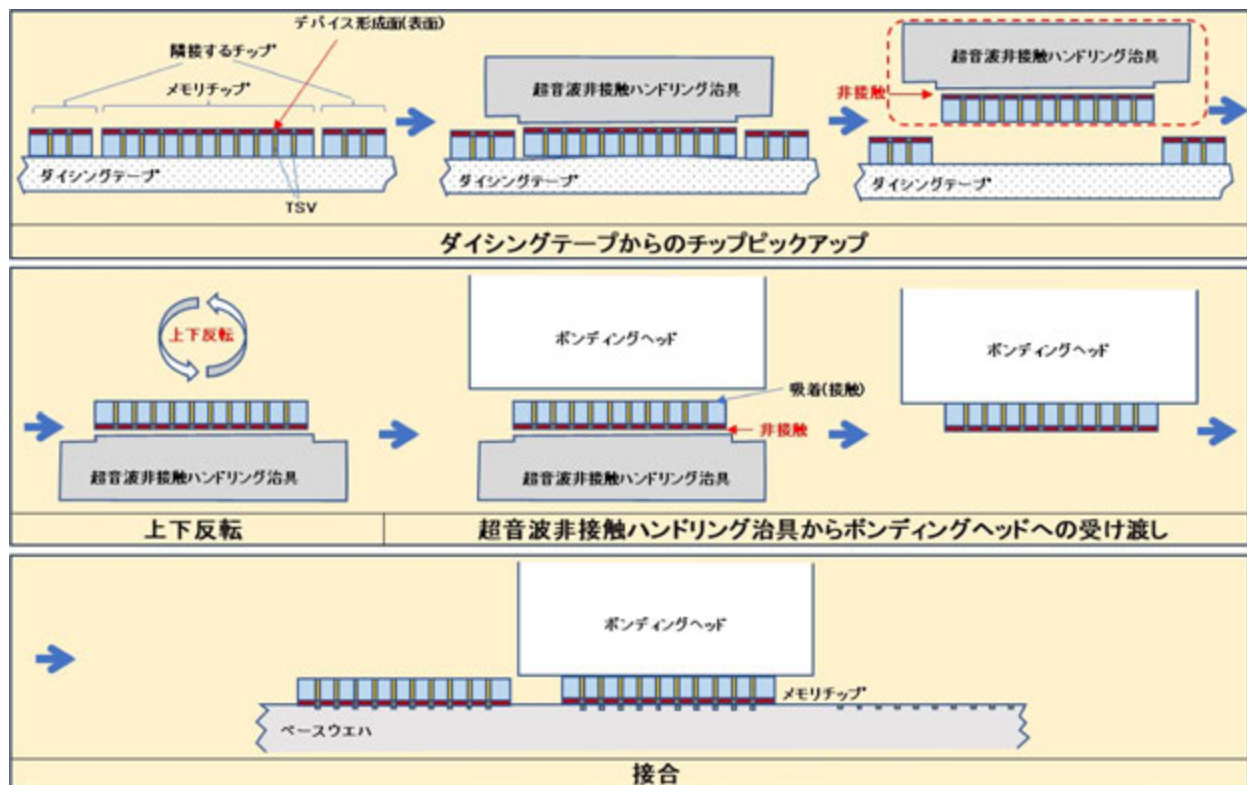 デバイス形成面(表面)
隣接するチップ
メモリチップ
ダイシングテープ
TSV
超音波非接触ハンドリング治具
ダイシングテープ
超音波非接触ハンドリング治具
非接触
ダイシングテープ
ダイシングテープからのチップピックアップ
上下反転
超音波非接触ハンドリング治具
ボンディングヘッド
吸着(接触)
非接触
超音波非接触ハンドリング治具
ボンディングヘッド
上下反転
超音波非接触ハンドリング治具からボンディングヘッドへの受け渡し
ボンディングヘッド
メモリチップ
ベースウエハ
接合